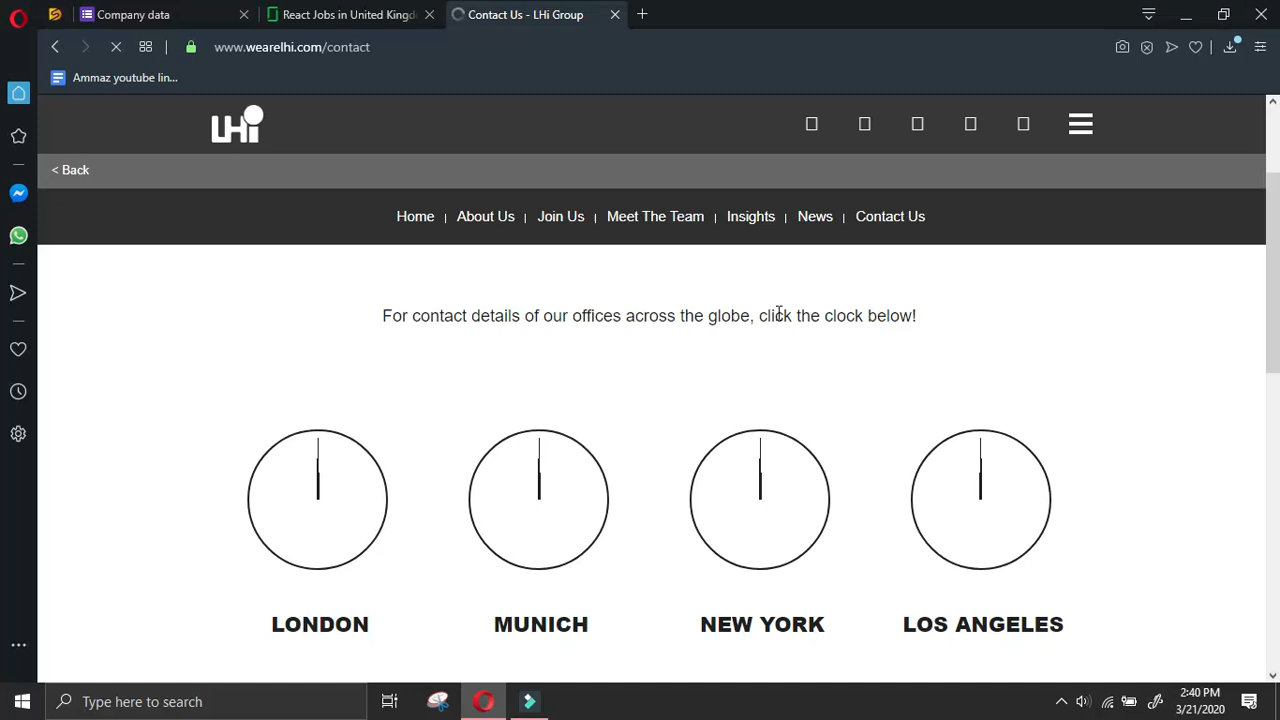 Company data
React Jobs in United Kingd
Contact Us - LHi Group
www.wearelhi.com/contact
Ammaz youtube lin...
LHi
< Back
Home | About Us | Join Us | Meet The Team | Insights | News | Contact Us
For contact details of our offices across the globe, click the clock below!
LONDON MUNICH NEW YORK LOS ANGELES
Type here to search
2:40 PM
3/21/2020